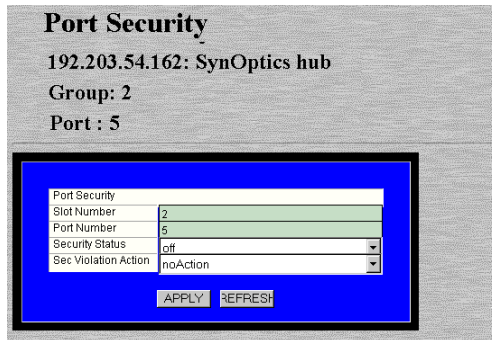 Port Security
192.203.54.162: SynOptics hub
Group: 2
Port : 5
Port Security
Slot Number 2
Port Number 5
Security Status off
Sec Violation Action noAction
APPLY REFRESH